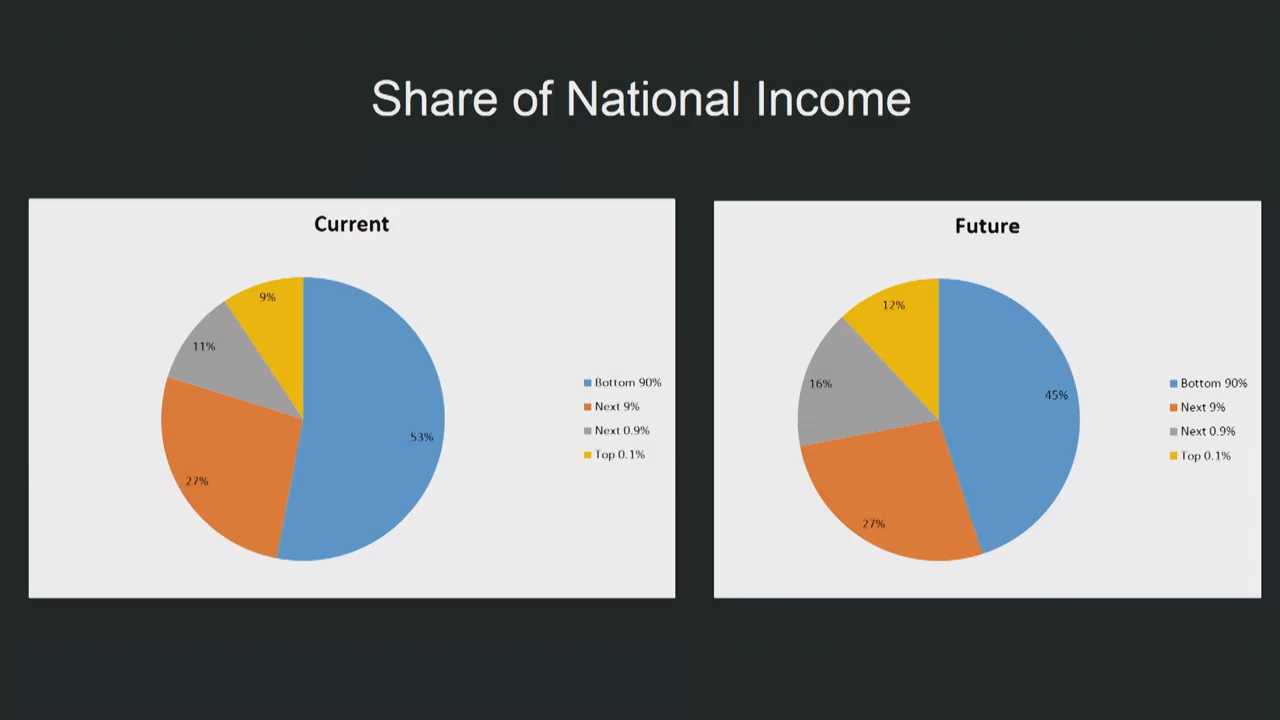 Share of National Income
Current
9%
11%
53%
27%
Bottom 90%
Next 9%
Next 0.9%
Top 0.1%
Future
12%
16%
45%
27%
Bottom 90%
Next 9%
Next 0.9%
Top 0.1%